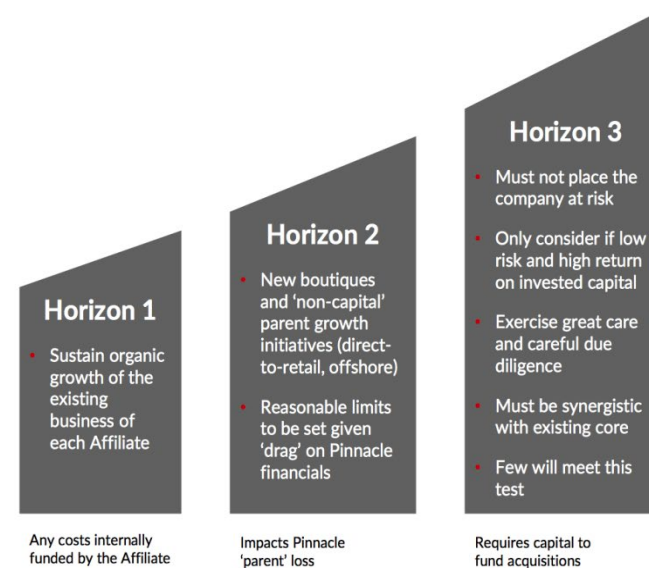 Horizon 1
• Sustain organic
growth of the
existing
business of
each Affiliate
Any costs internally
funded by the Affiliate
Horizon 2
• New boutiques
and ‘non-capital’
parent growth
initiatives (direct-
to-retail, offshore)
• Reasonable limits
to be set given
‘drag’ on Pinnacle
financials
Impacts Pinnacle
‘parent’ loss
Horizon 3
• Must not place the
company at risk
• Only consider if low
risk and high return
on invested capital
• Exercise great care
and careful due
diligence
• Must be synergistic
with existing core
• Few will meet this
test
Requires capital to
fund acquisitions